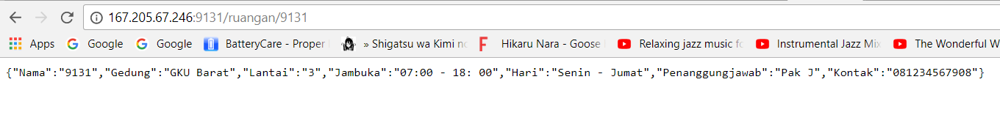 167.205.67.246:9131/ruangan/9131
Apps Google Google BatteryCare - Proper » Shigatsu wa Kimi no Hikaru Nara - Goose Relaxing jazz music fo Instrumental Jazz Mix The Wonderful W
{"Nama":"9131","Gedung":"GKU Barat","Lantai":"3","Jambuka":"07:00 - 18: 00","Hari":"Senin - Jumat","Penanggungjawab":"Pak J","Kontak":"081234567908"}